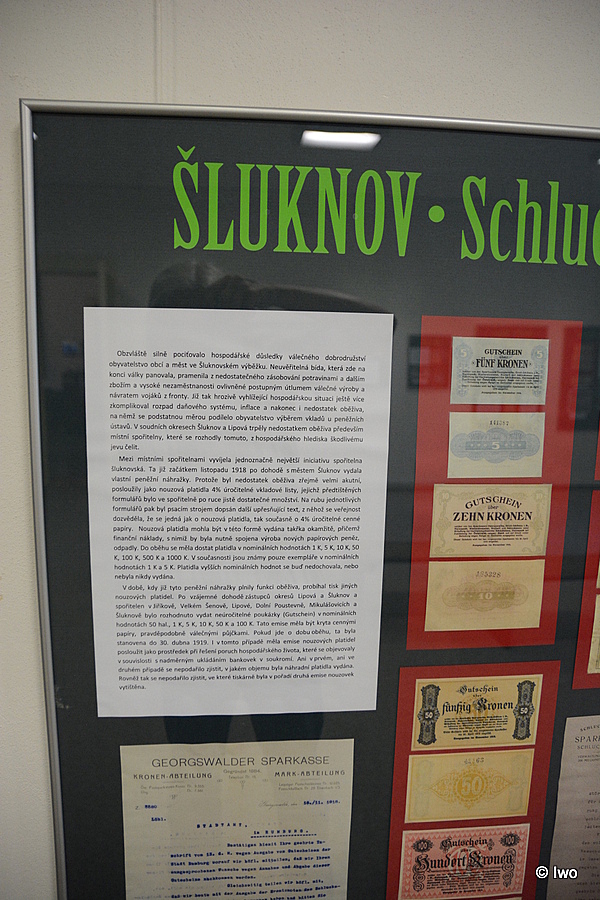 ŠLUKNOV • Schluc
Obzvláště silně pociťovalo hospodářské důsledky válečného dobrodružství
obyvatelstvo obcí a měst ve Šluknovském výběžku. Neuvěřitelná bída, která zde na
konci války panovala, pramenila z nedostatečného zásobování potravinami a dalším
zbožím a vysoké nezaměstnanosti ovlivněné postupným útlumem válečné výroby a
návratem vojáků z fronty. Již tak hrozivě vyhlížející hospodářskou situaci ještě více
zkomplikoval rozpad daňového systému, inflace a nakonec i nedostatek oběživa,
na němž se podstatnou měrou podílelo obyvatelstvo výběrem vkladů u peněžních
ústavů. V soudních okresech Šluknov a Lipová trpěly nedostatkem oběživa především
místní spořitelny, které se rozhodly tomuto, z hospodářského hlediska škodlivému
jevu čelit.
Mezi místními spořitelnami vyvíjela jednoznačně největší iniciativu spořitelna
šluknovská. Ta již začátkem listopadu 1918 po dohodě s městem Šluknov vydala
vlastní peněžní náhražky. Protože byl nedostatek oběživa zřejmě velmi akutní,
posloužily jako nouzová platidla 4% úročitelné vkladové listy, jejichž předtištěných
formulářů bylo ve spořitelně po ruce jistě dostatečné množství. Na rubu jednotlivých
formulářů pak byl psacím strojem dopsán další upřesňující text, z něhož se veřejnost
dozvěděla, že se jedná jak o nouzová platidla, tak současně o 4% úročitelné cenné
papíry. Nouzová platidla mohla být v této formě vydána takřka okamžitě, přičemž
finanční náklady, s nimiž by byla nutně spojena výroba nových papírových peněz,
odpadly. Do oběhu se měla dostat platidla v nominálních hodnotách 1 K, 5 K, 10 K, 50
K, 100 K, 500 K a 1000 K. V současnosti jsou známy pouze exempláře v nominálních
hodnotách 1 K a 5 K. Platidla vyšších nominálních hodnot se buď nedochovala, nebo
nebyla nikdy vydána.
V době, kdy již tyto peněžní náhražky plnily funkci oběživa, probíhal tisk jiných
nouzových platidel. Po vzájemné dohodě zástupců okresů Lipová a Šluknov a
spořitelen v Jiříkově, Velkém Šenově, Lipové, Dolní Poustevně, Mikulášovicích a
Šluknově bylo rozhodnuto vydat neúročitelné poukázky (Gutschein) v nominálních
hodnotách 50 hal., 1 K, 5 K, 10 K, 50 K a 100 K. Tato emise měla být kryta cennými
papíry, pravděpodobně válečnými půjčkami. Pokud jde o dobu oběhu, ta byla
stanovena do 30. dubna 1919. I v tomto případě měla emise nouzových platidel
posloužit jako prostředek při řešení poruch hospodářského života, které se objevovaly
v souvislosti s nadměrným ukládáním bankovek v soukromí. Ani v prvém, ani ve
druhém případě se nepodařilo zjistit, v jakém objemu byla náhradní platidla vydána.
Rovněž tak se nepodařilo zjistit, ve které tiskárně byla v pořadí druhá emise nouzovek
vytištěna.
GUTSCHEIN
über
FÜNF KRONEN
5
GUTSCHEIN
über
ZEHN KRONEN
10
Gutschein
über
fünfzig Kronen
50
50
50
Gutschein
über
Hundert Kronen
GEORGSWALDER SPARKASSE
KRONEN-ABTEILUNG
MARK-ABTEILUNG
SPAR
© Iwo